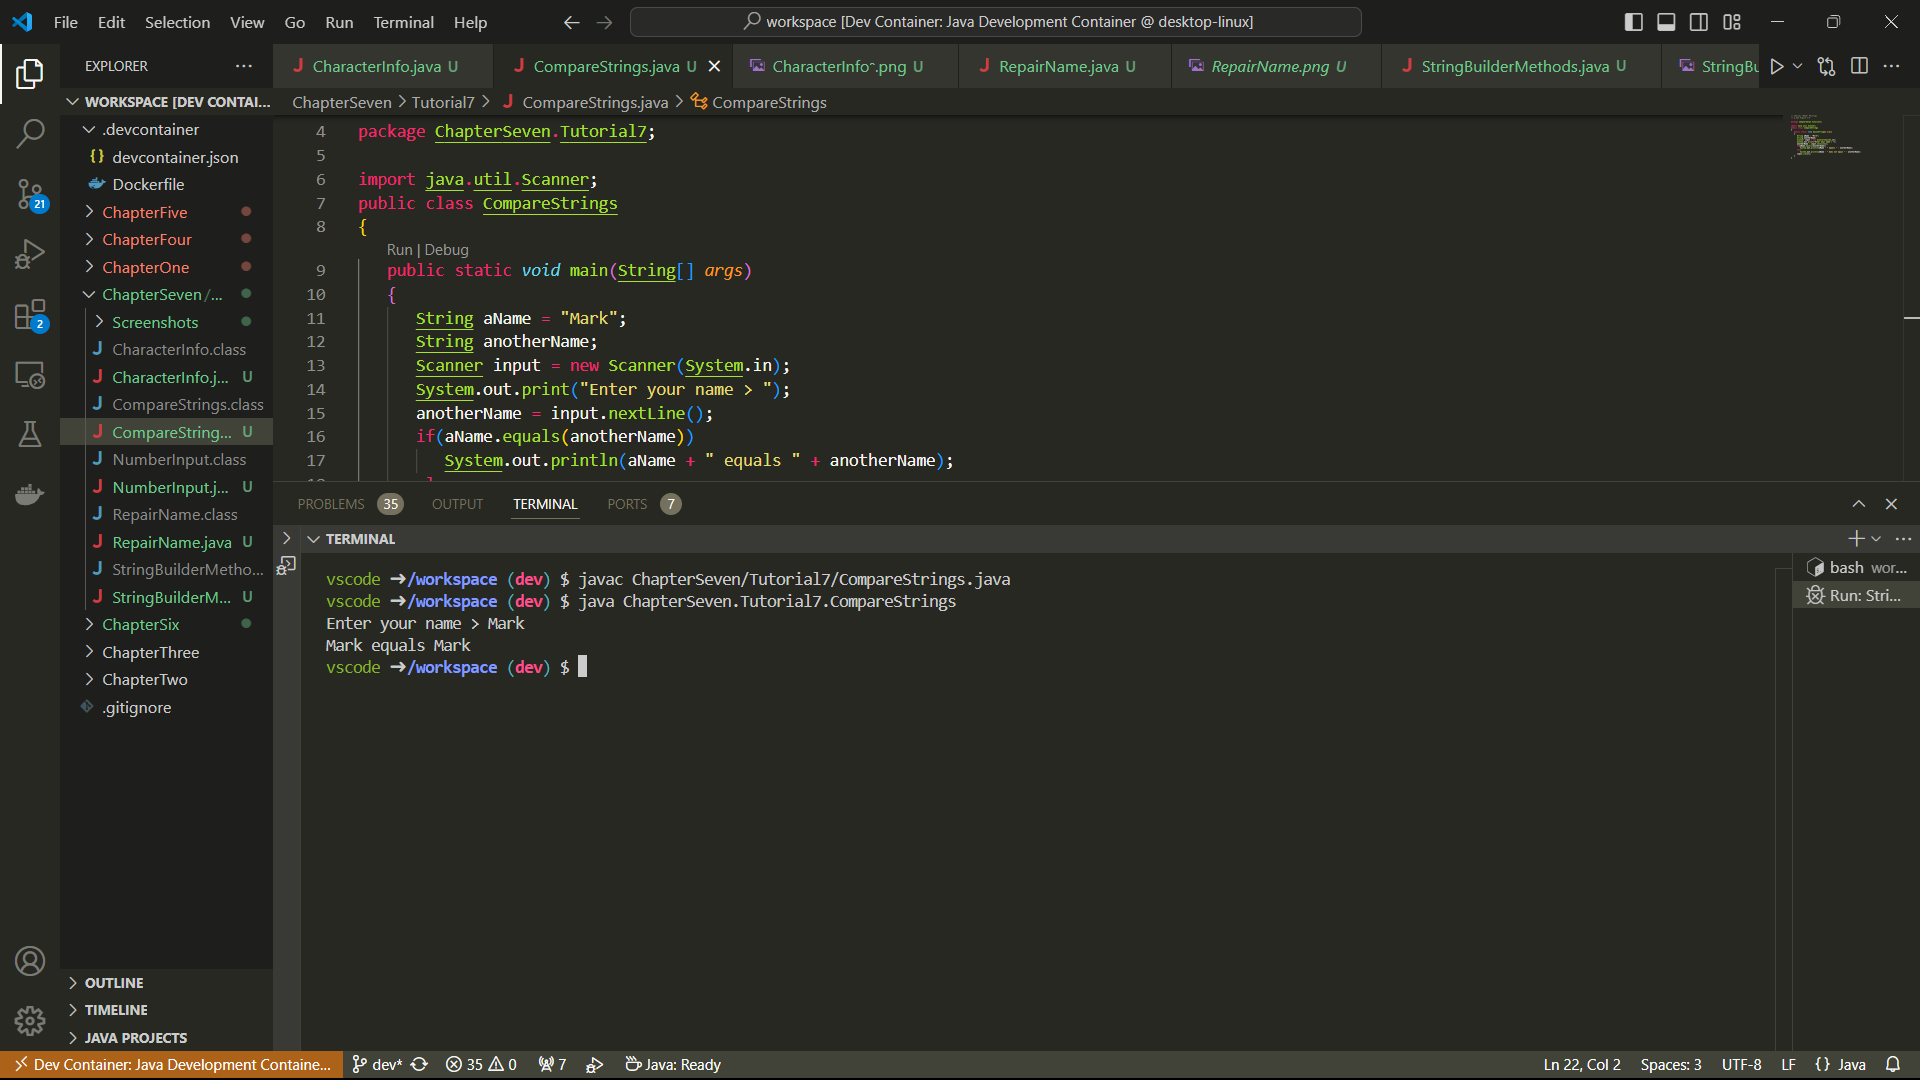 File Edit Selection View Go Run Terminal Help
workspace [Dev Container: Java Development Container @ desktop-linux]
EXPLORER
CharacterInfo.java U
CompareStrings.java U
CharacterInfo-.png U
RepairName.java U
RepairName.png U
StringBuilderMethods.java U
StringBu
WORKSPACE [DEV CONTAI...
.devcontainer
devcontainer.json
Dockerfile
ChapterFive
ChapterFour
ChapterOne
ChapterSeven /...
Screenshots
CharacterInfo.class
CharacterInfo.j... U
CompareStrings.class
CompareString... U
NumberInput.class
NumberInput.j... U
RepairName.class
RepairName.java U
StringBuilderMetho...
StringBuilderM... U
ChapterSix
ChapterThree
ChapterTwo
.gitignore
OUTLINE
TIMELINE
JAVA PROJECTS
21
2
ChapterSeven > Tutorial7 > CompareStrings.java > CompareStrings
4 package ChapterSeven.Tutorial7;
5
6 import java.util.Scanner;
7 public class CompareStrings
8 {
Run | Debug
9 public static void main(String[] args)
10 {
11 String aName = "Mark";
12 String anotherName;
13 Scanner input = new Scanner(System.in);
14 System.out.print("Enter your name > ");
15 anotherName = input.nextLine();
16 if(aName.equals(anotherName))
17 System.out.println(aName + " equals " + anotherName);
PROBLEMS 35 OUTPUT TERMINAL PORTS 7
TERMINAL
vscode ➜/workspace (dev) $ javac ChapterSeven/Tutorial7/CompareStrings.java
vscode ➜/workspace (dev) $ java ChapterSeven.Tutorial7.CompareStrings
Enter your name > Mark
Mark equals Mark
vscode ➜/workspace (dev) $
bash wor...
Run: Stri...
Dev Container: Java Development Containe... dev* 35 0 7 Java: Ready
Ln 22, Col 2 Spaces: 3 UTF-8 LF {} Java